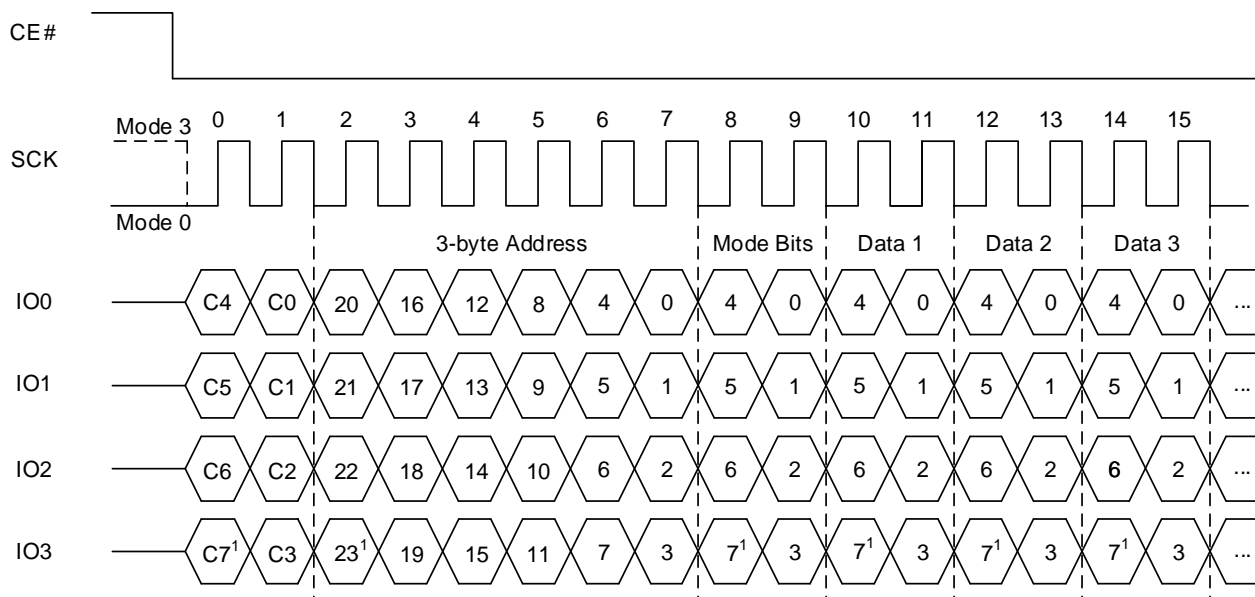 CE#
Mode 3 0 1 2 3 4 5 6 7 8 9 10 11 12 13 14 15
SCK
Mode 0
3-byte Address Mode Bits Data 1 Data 2 Data 3
IO0 C4 C0 20 16 12 8 4 0 4 0 4 0 4 0 4 0 ...
IO1 C5 C1 21 17 13 9 5 1 5 1 5 1 5 1 5 1 ...
IO2 C6 C2 22 18 14 10 6 2 6 2 6 2 6 2 6 2 ...
IO3 C7¹ C3 23¹ 19 15 11 7 3 7¹ 3 7¹ 3 7¹ 3 7¹ 3 ...